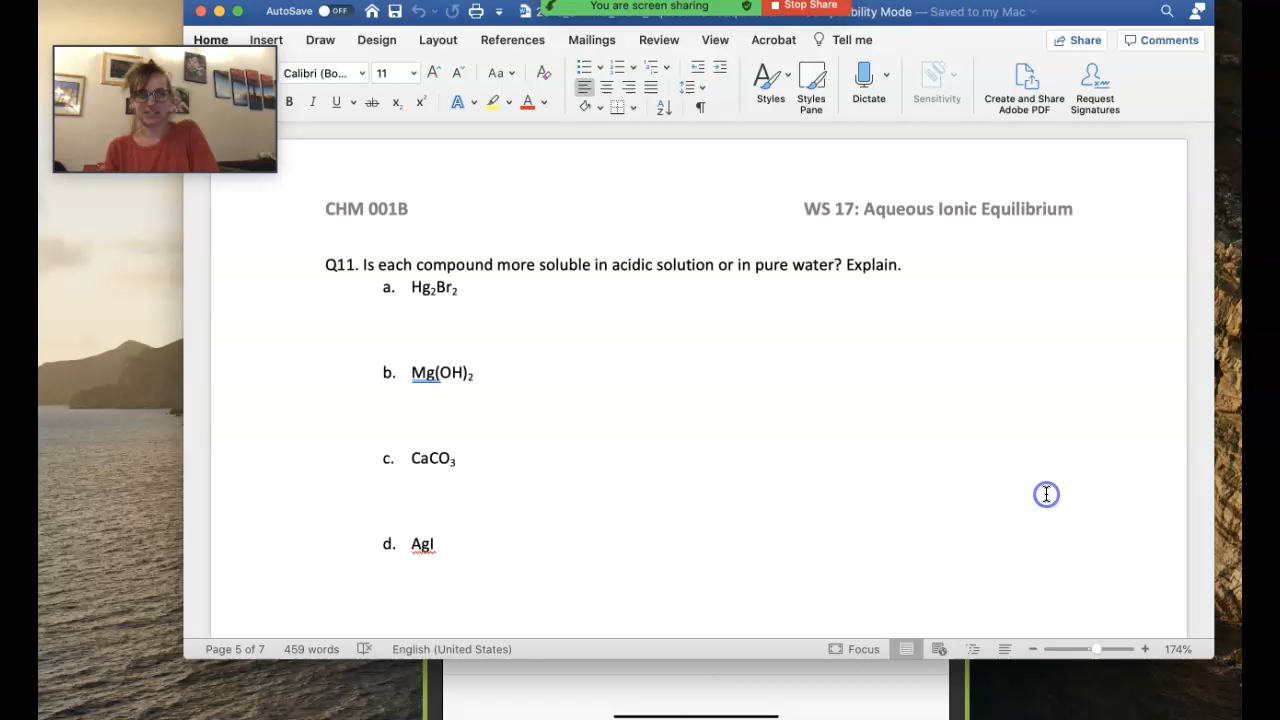 You are screen sharing
Stop Share
AutoSave OFF
bility Mode — Saved to my Mac
Home Insert Draw Design Layout References Mailings Review View Acrobat Tell me Share Comments
Calibri (Bo... 11 Aa
Styles
Styles Pane
Dictate
Sensitivity
Create and Share Adobe PDF
Request Signatures
CHM 001B
WS 17: Aqueous Ionic Equilibrium
Q11. Is each compound more soluble in acidic solution or in pure water? Explain.
a. Hg₂Br₂
b. Mg(OH)₂
c. CaCO₃
d. AgI
Page 5 of 7 459 words English (United States) Focus 174%